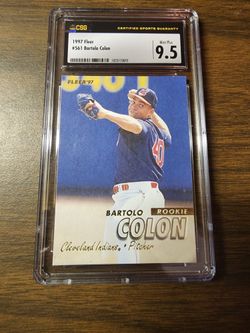 CSG
CERTIFIED SPORTS GUARANTY
1997 Fleer
#561 Bartolo Colon
Mint Plus
9.5
FLEER '97
BARTOLO
ROOKIE
COLON
Cleveland Indians • Pitcher